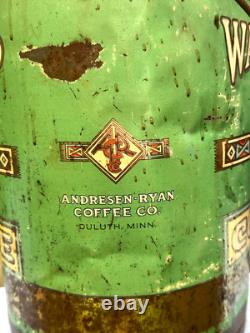 W
ANDRESEN-RYAN
COFFEE CO.
DULUTH, MINN.